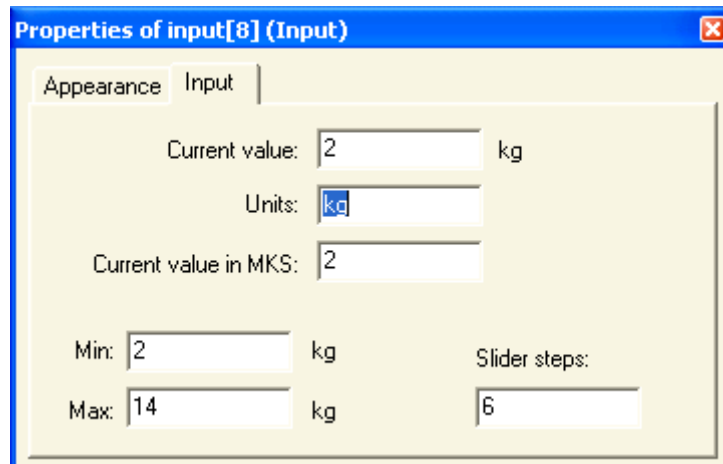 Properties of input[8] (Input)
Appearance Input
Current value: 2 kg
Units: kg
Current value in MKS: 2
Min: 2 kg Slider steps:
Max: 14 kg 6